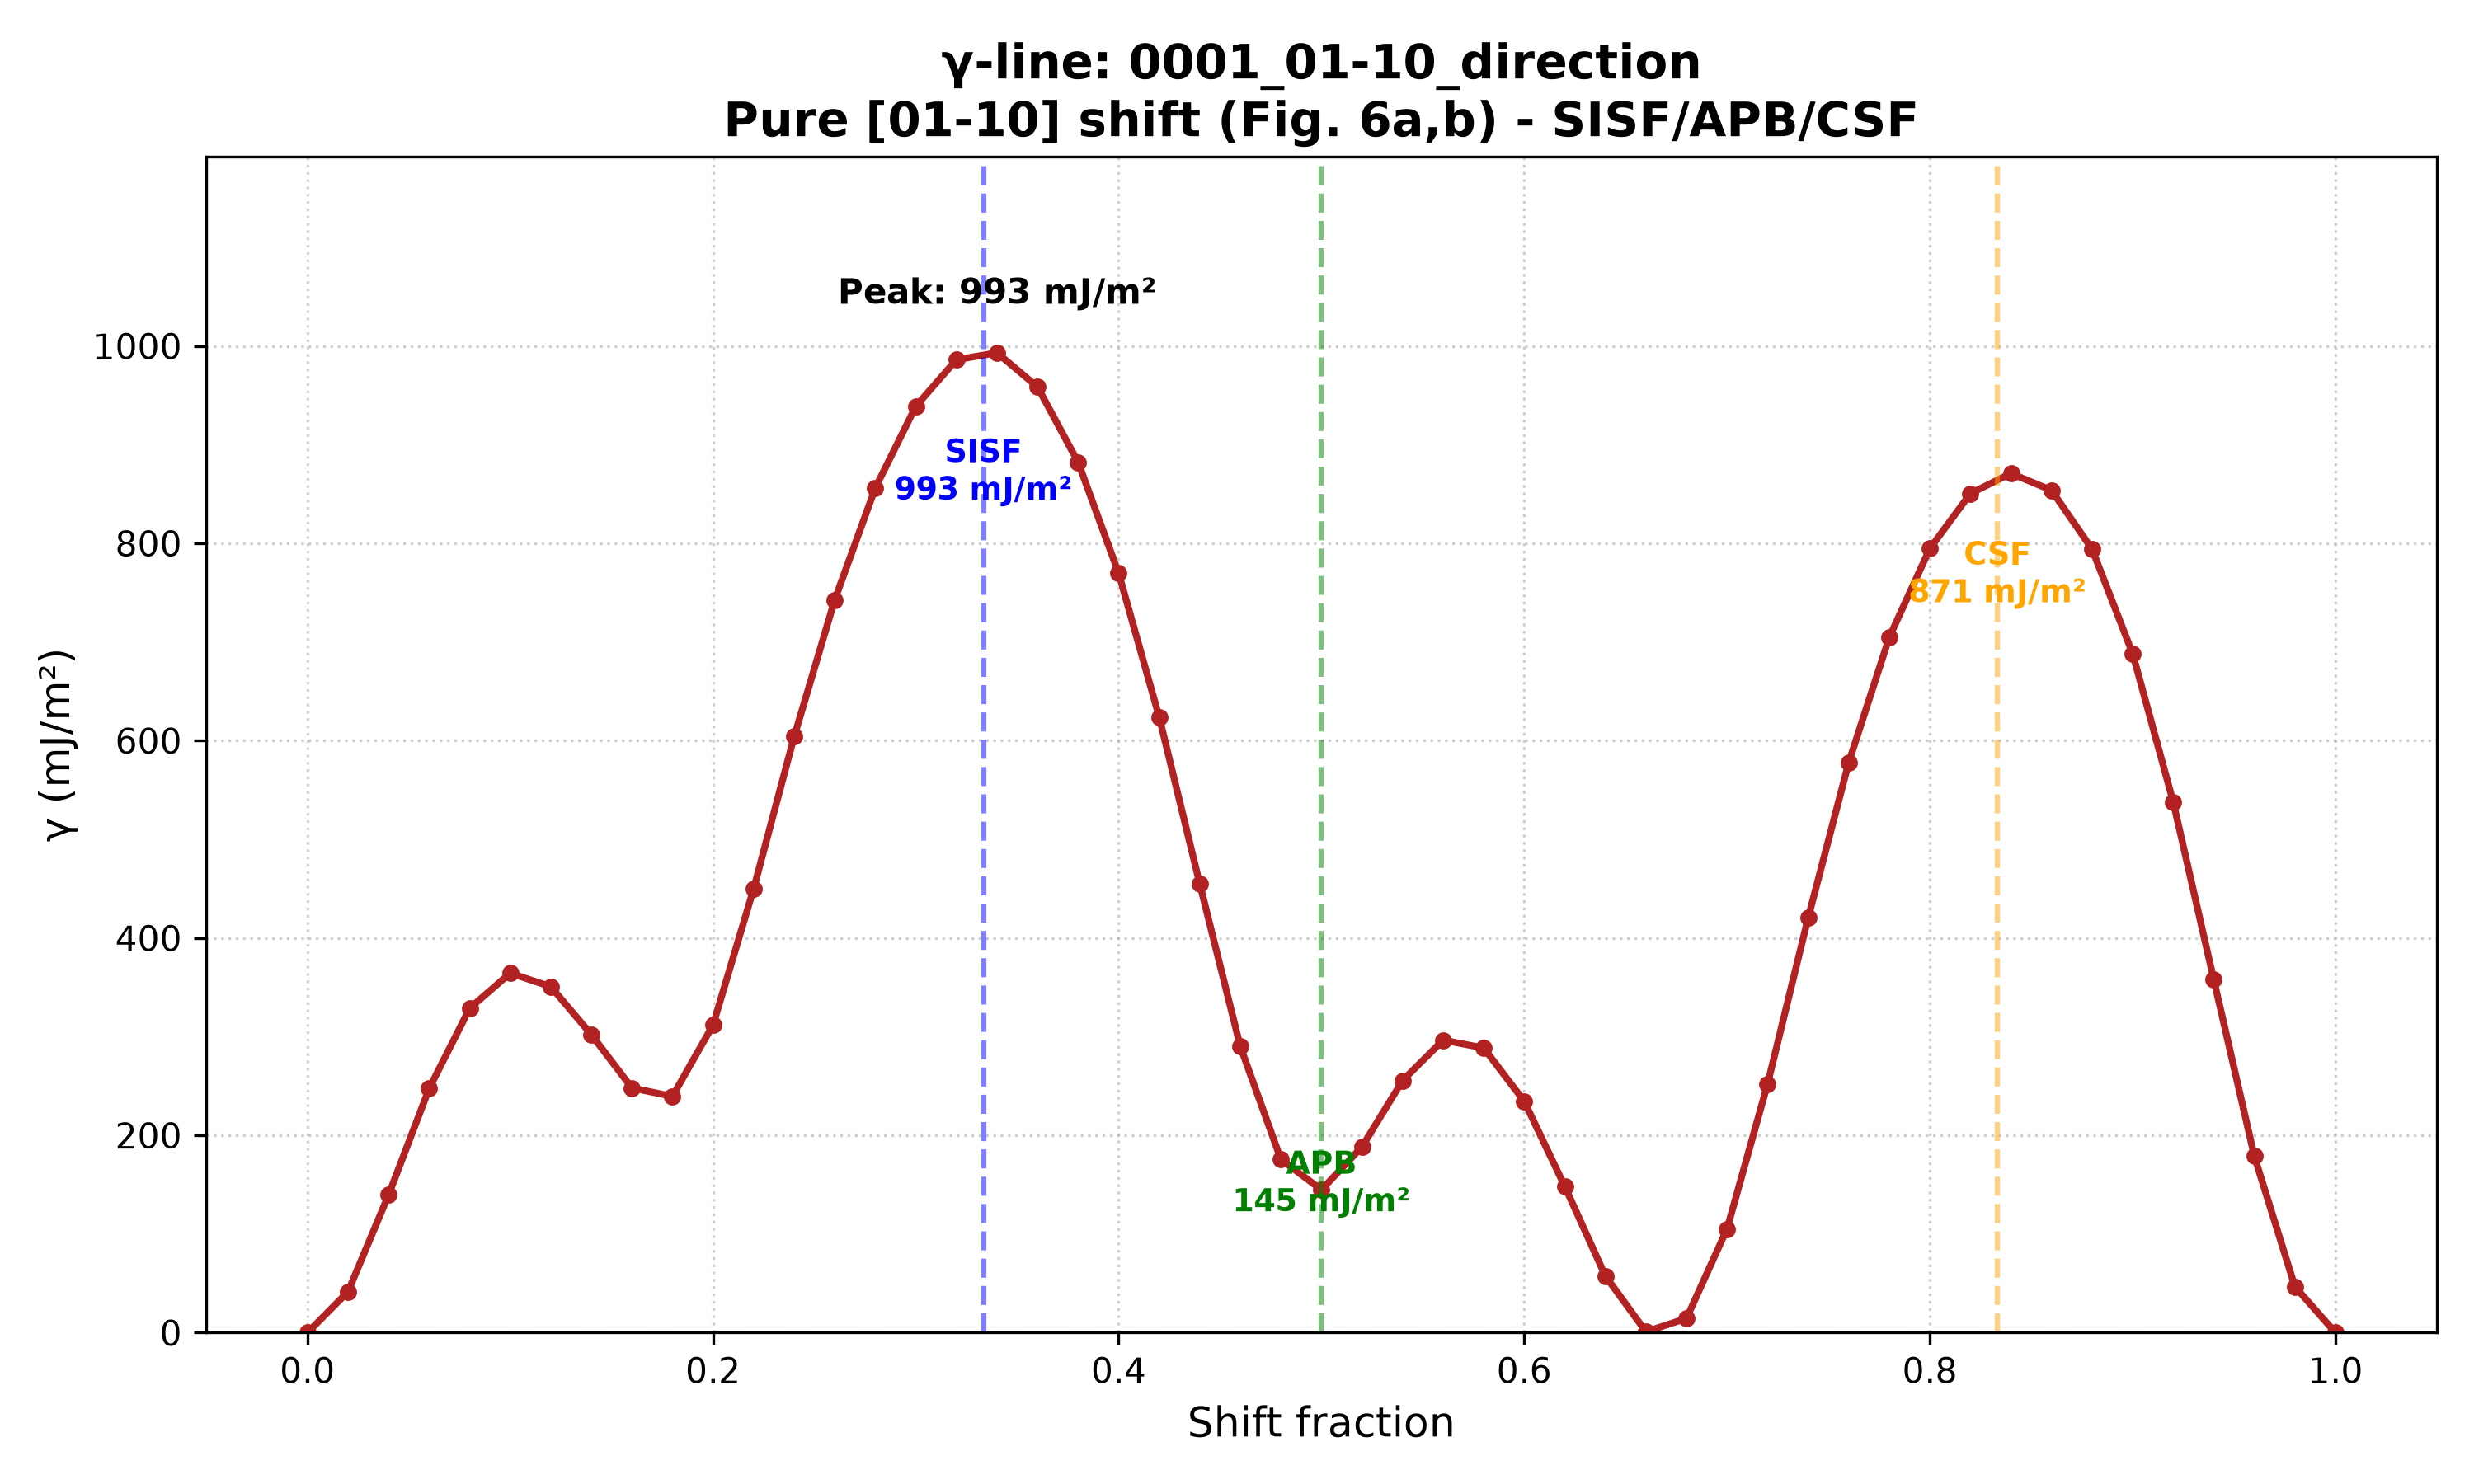 γ-line: 0001_01-10_direction
Pure [01-10] shift (Fig. 6a,b) - SISF/APB/CSF
Peak: 993 mJ/m²
SISF
993 mJ/m²
CSF
871 mJ/m²
APB
145 mJ/m²
γ (mJ/m²)
1000
800
600
400
200
0
0.0
0.2
0.4
0.6
0.8
1.0
Shift fraction